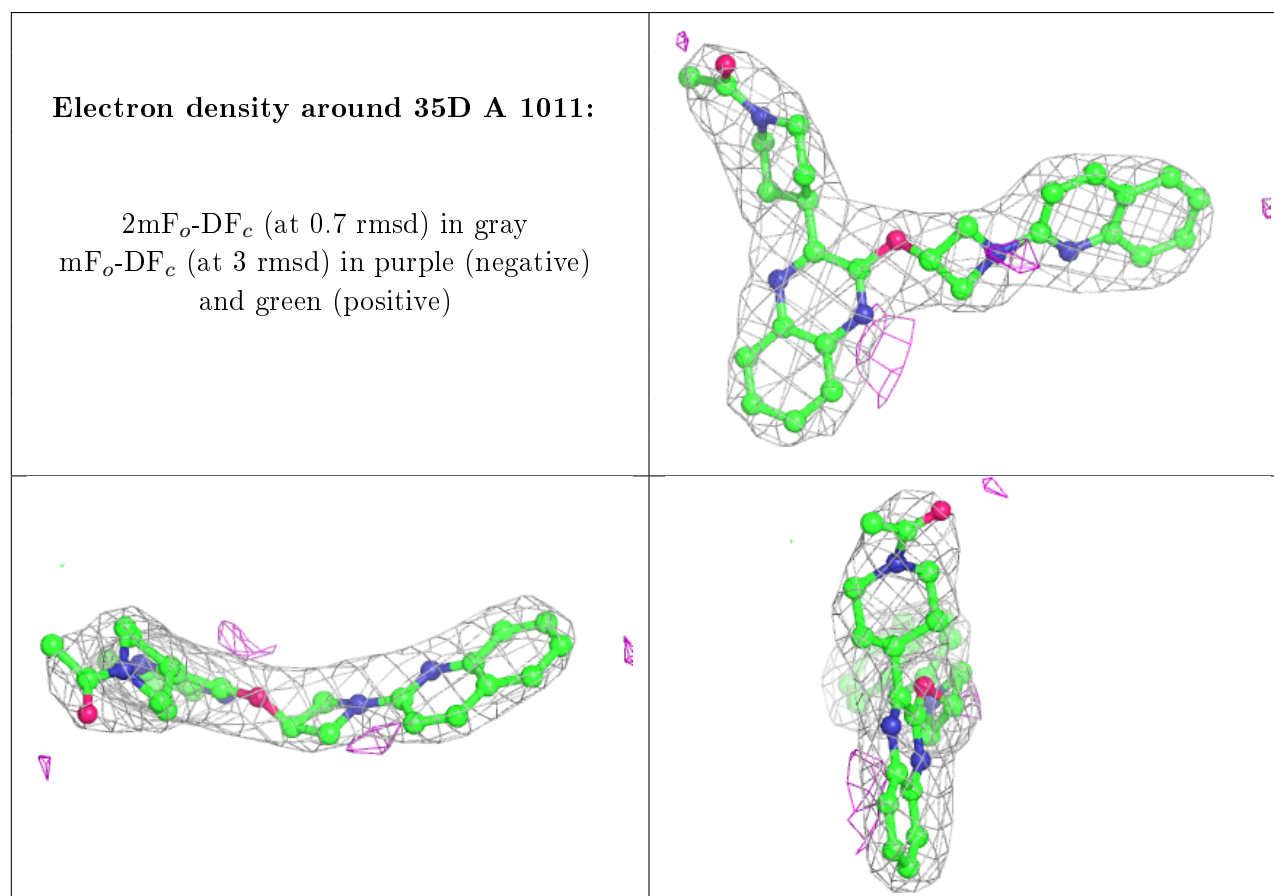 Electron density around 35D A 1011:
2mFₒ-DF𝒸 (at 0.7 rmsd) in gray
mFₒ-DF𝒸 (at 3 rmsd) in purple (negative)
and green (positive)